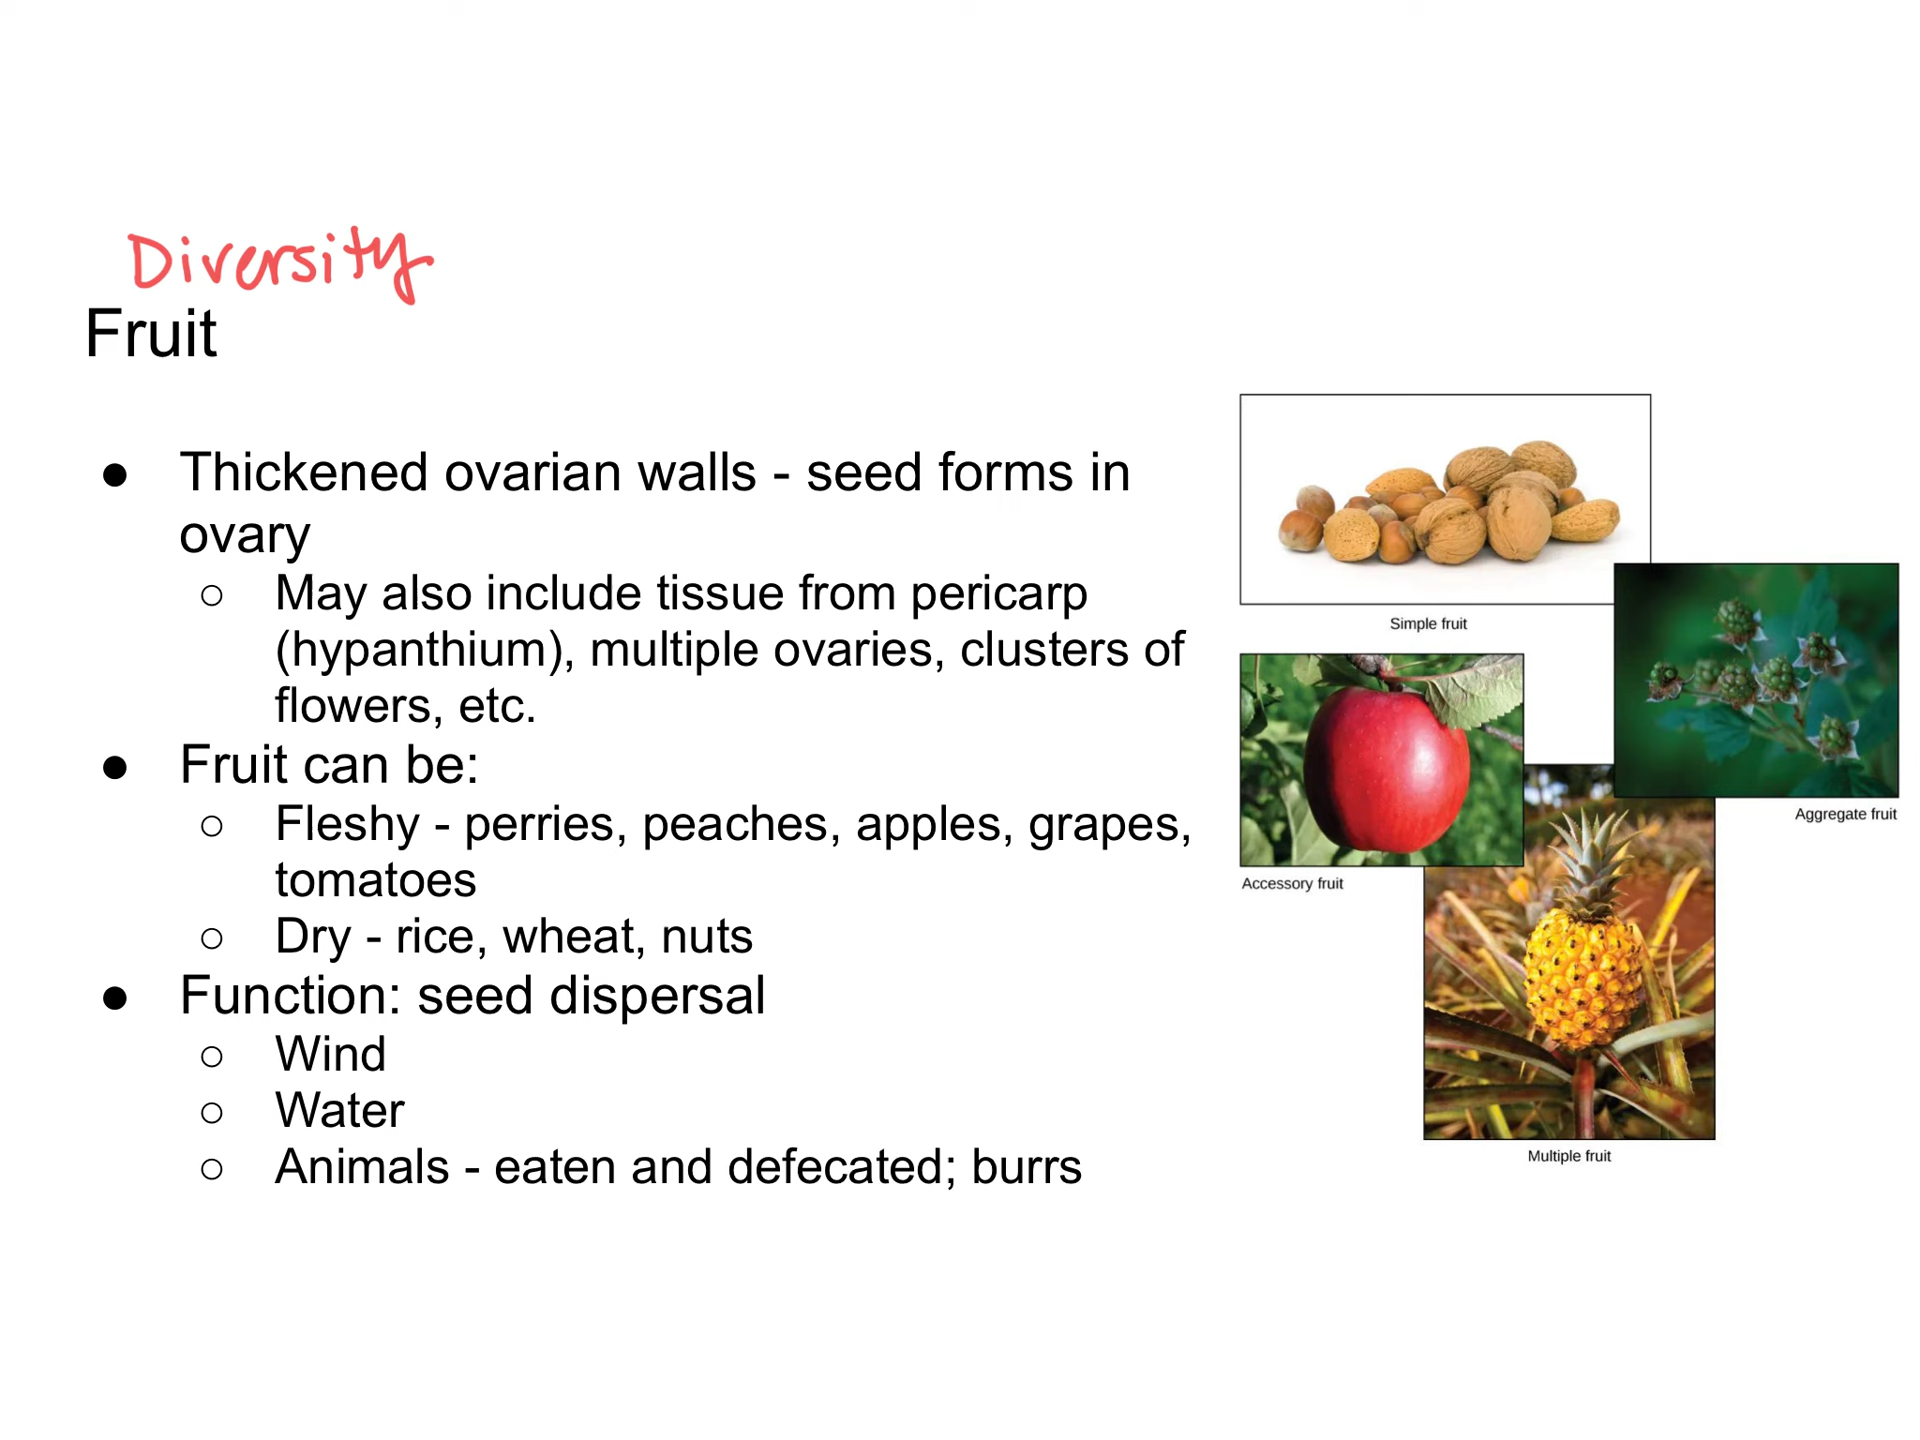 Diversity
Fruit
● Thickened ovarian walls - seed forms in
ovary
○ May also include tissue from pericarp
(hypanthium), multiple ovaries, clusters of
flowers, etc.
● Fruit can be:
○ Fleshy - perries, peaches, apples, grapes,
tomatoes
○ Dry - rice, wheat, nuts
● Function: seed dispersal
○ Wind
○ Water
○ Animals - eaten and defecated; burrs
Simple fruit
Aggregate fruit
Accessory fruit
Multiple fruit